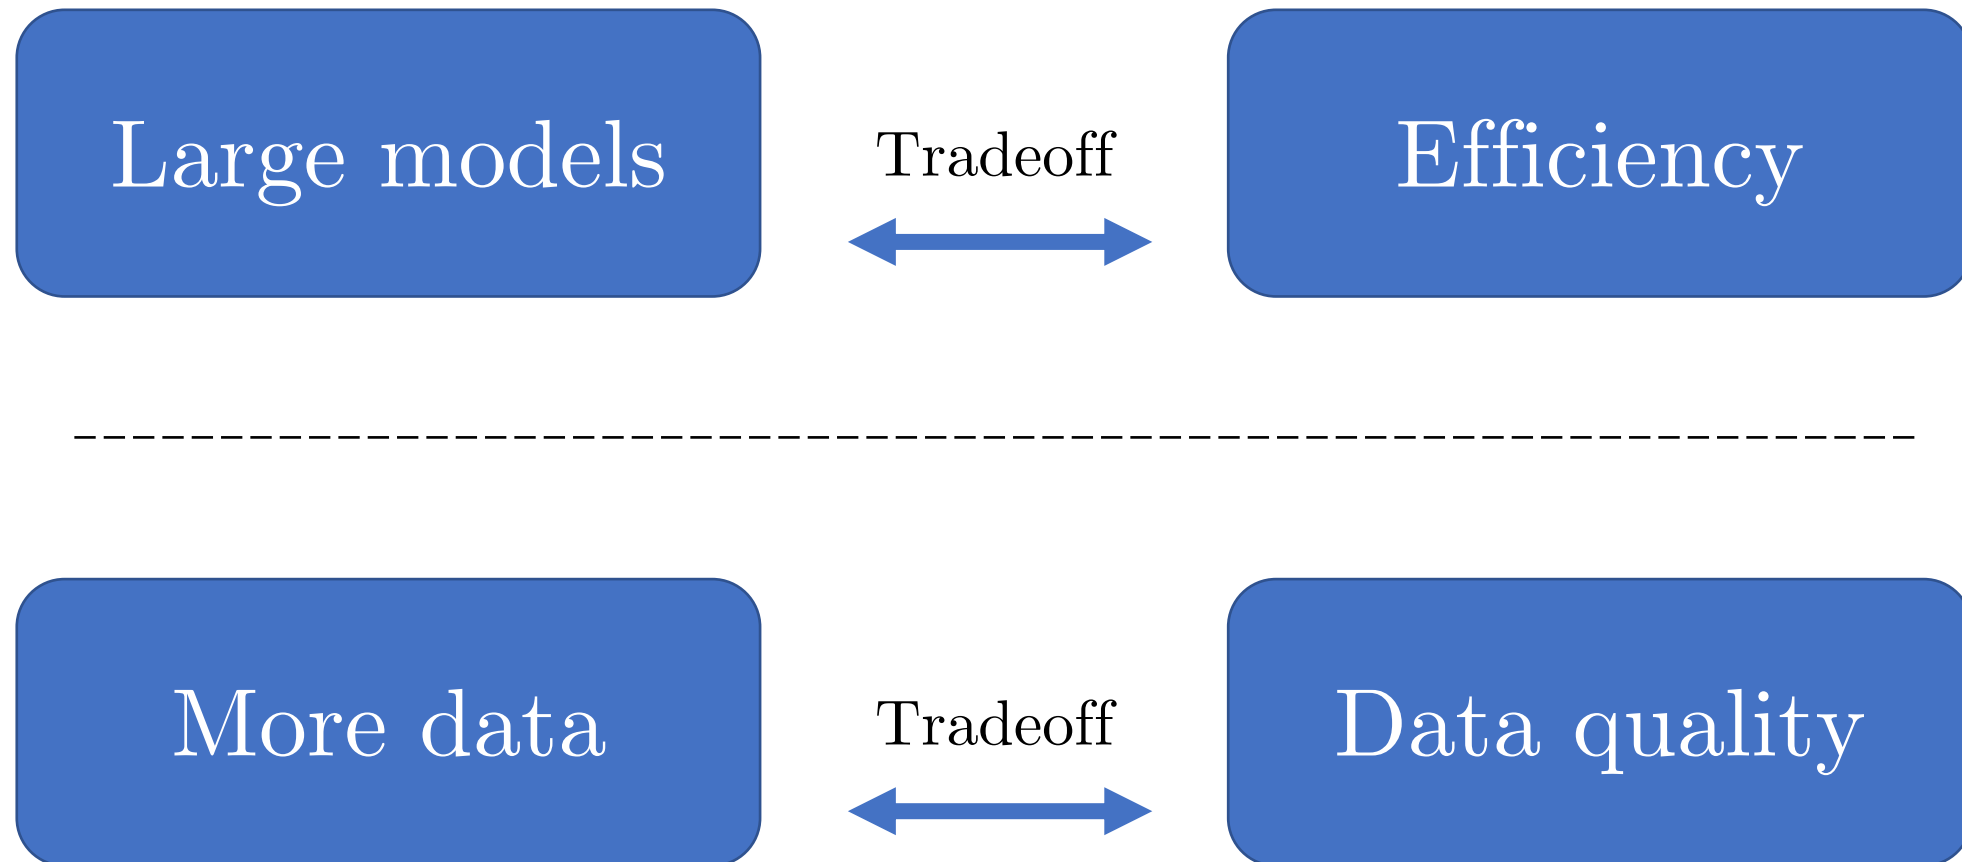 Large models
Tradeoff
Efficiency
More data
Tradeoff
Data quality